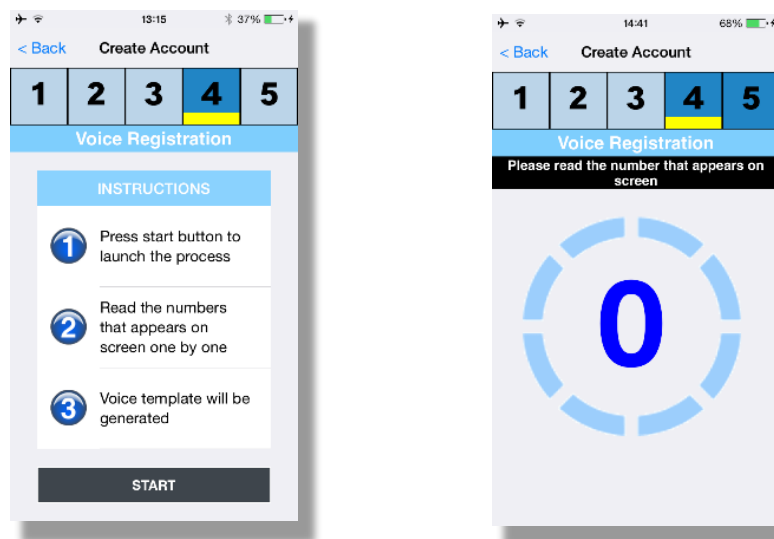 13:15 37%
< Back Create Account
1 2 3 4 5
Voice Registration
INSTRUCTIONS
1 Press start button to
launch the process
2 Read the numbers
that appears on
screen one by one
3 Voice template will be
generated
START
14:41 68%
< Back Create Account
1 2 3 4 5
Voice Registration
Please read the number that appears on
screen
0